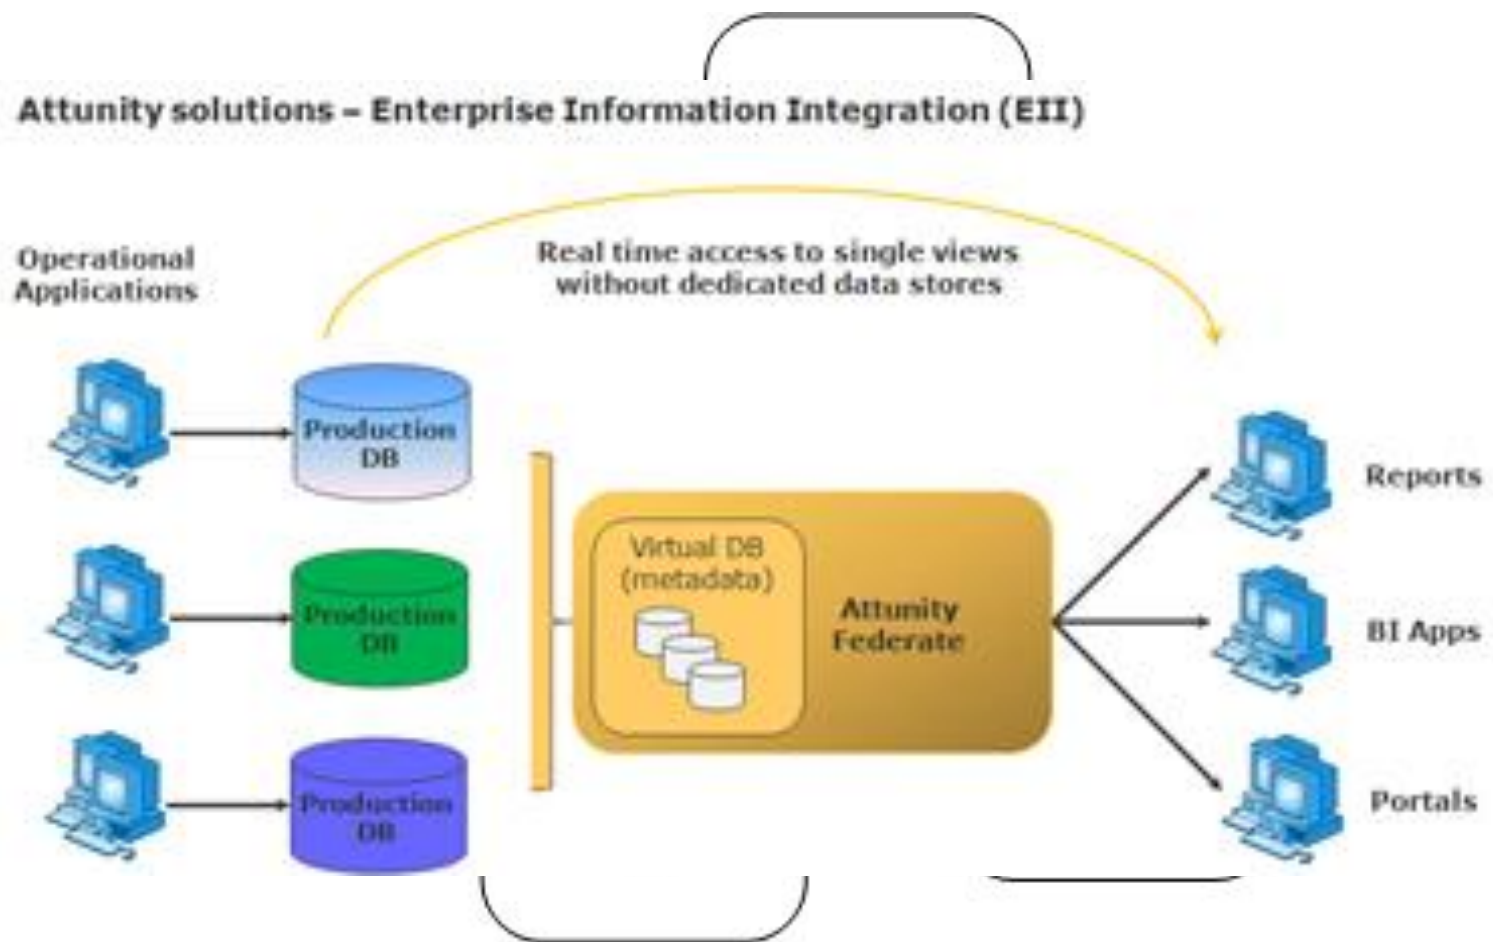 Attunity solutions – Enterprise Information Integration (EII)
Operational
Applications
Real time access to single views
without dedicated data stores
Production
DB
Production
DB
Production
DB
Virtual DB
(metadada)
Attunity
Federate
Reports
BI Apps
Portals